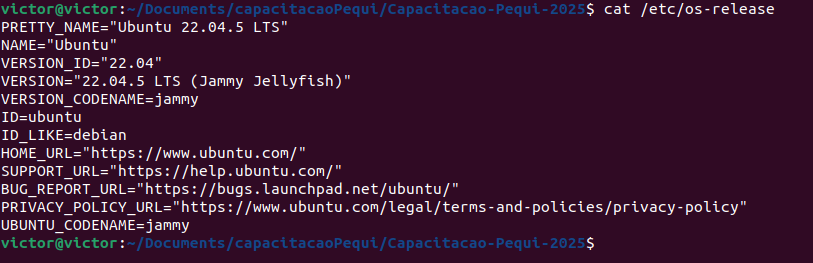 victor@victor:~/Documents/capacitacaoPequi/Capacitacao-Pequi-2025$ cat /etc/os-release
PRETTY_NAME="Ubuntu 22.04.5 LTS"
NAME="Ubuntu"
VERSION_ID="22.04"
VERSION="22.04.5 LTS (Jammy Jellyfish)"
VERSION_CODENAME=jammy
ID=ubuntu
ID_LIKE=debian
HOME_URL="https://www.ubuntu.com/"
SUPPORT_URL="https://help.ubuntu.com/"
BUG_REPORT_URL="https://bugs.launchpad.net/ubuntu/"
PRIVACY_POLICY_URL="https://www.ubuntu.com/legal/terms-and-policies/privacy-policy"
UBUNTU_CODENAME=jammy
victor@victor:~/Documents/capacitacaoPequi/Capacitacao-Pequi-2025$